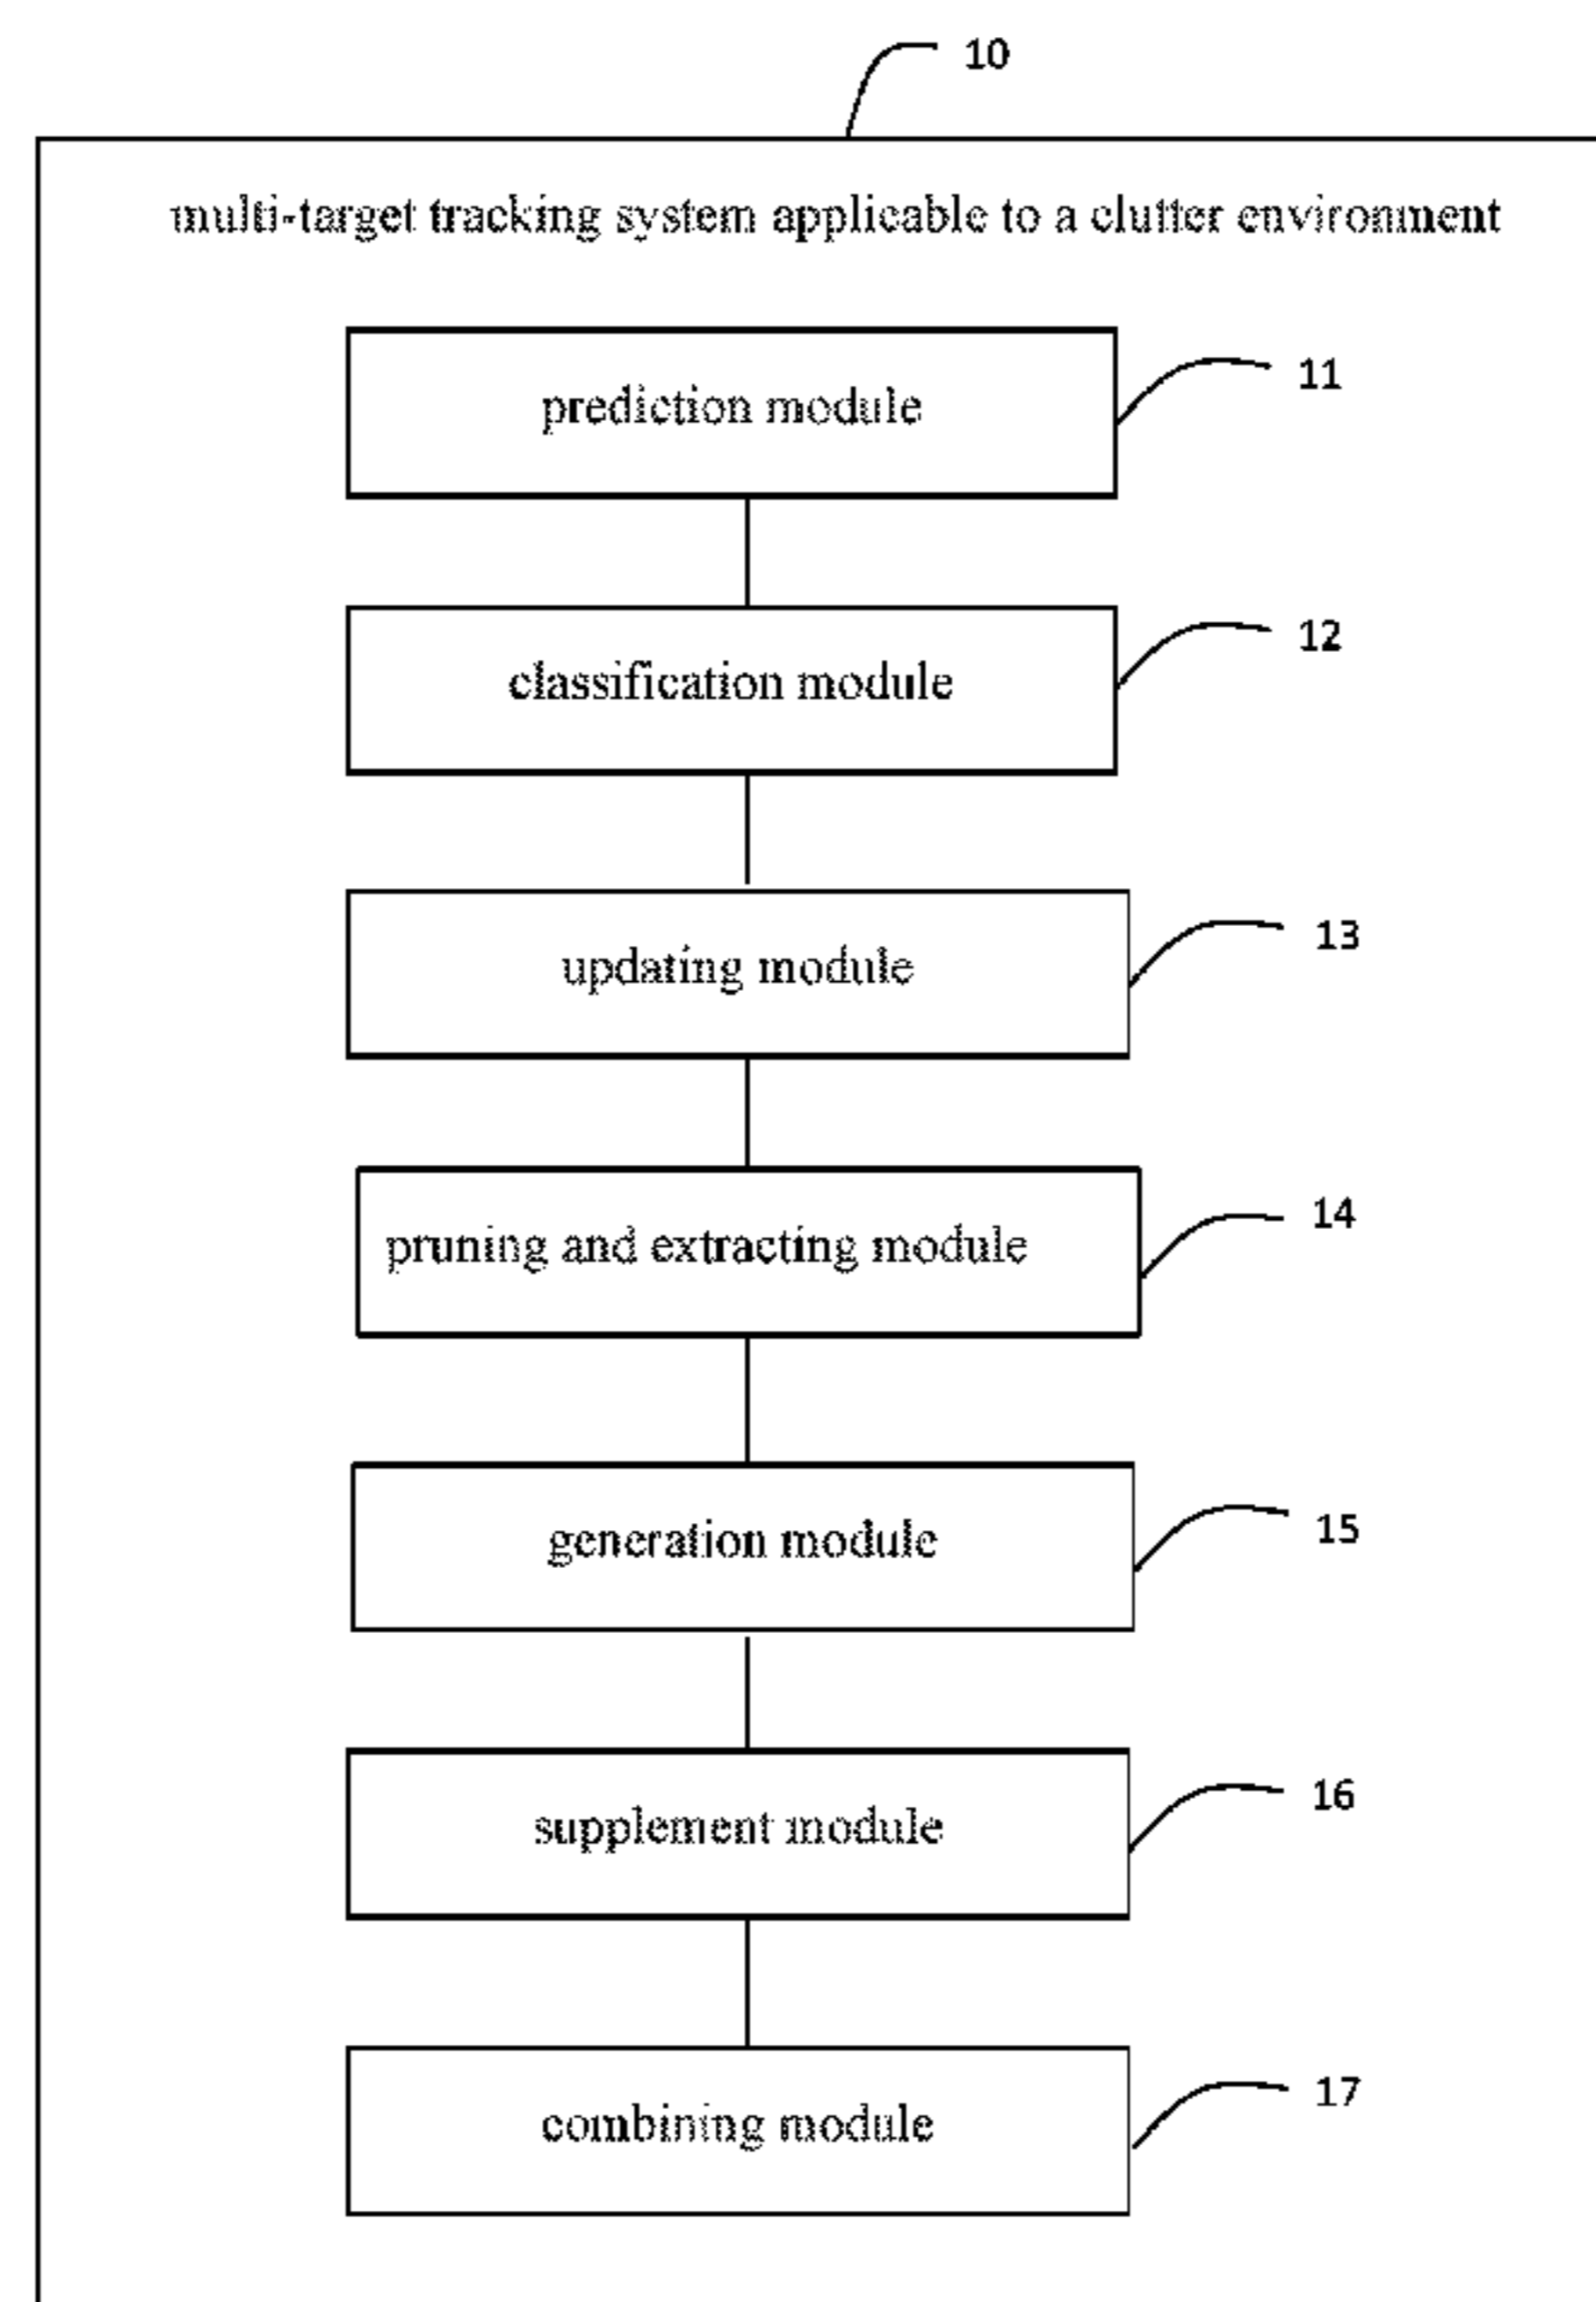 10
multi-target tracking system applicable to a clutter environment
prediction module
11
classification module
12
updating module
13
pruning and extracting module
14
generation module
15
supplement module
16
combining module
17